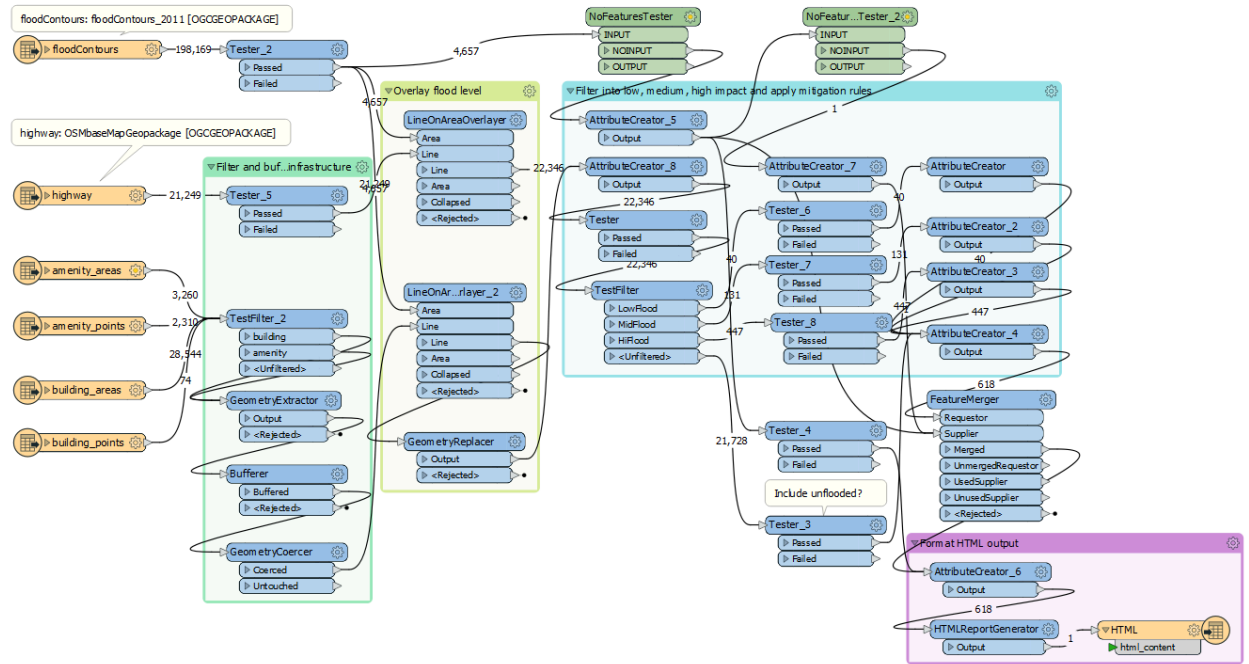 floodContours: floodContours_2011 [OGCGEOPACKAGE]
floodContours
198,169
Tester_2
Passed
Failed
4,657
NoFeaturesTester
INPUT
NOINPUT
OUTPUT
NoFeatur...Tester_2
INPUT
NOINPUT
OUTPUT
1
highway: OSMbaseMapGeopackage [OGCGEOPACKAGE]
highway
21,249
amenity_areas
3,260
amenity_points
2,310
building_areas
28,544
building_points
74
Filter and buf...infrastructure
Tester_5
Passed
Failed
TestFilter_2
building
amenity
<Unfiltered>
GeometryExtractor
Output
<Rejected>
Bufferer
Buffered
<Rejected>
GeometryCoercer
Coerced
Untouched
Overlay flood level
4,657
LineOnAreaOverlayer
Area
Line
Line
Area
Collapsed
<Rejected>
21,249
4,657
22,346
LineOnAr...rlayer_2
Area
Line
Line
Area
Collapsed
<Rejected>
GeometryReplacer
Output
<Rejected>
Filter into low, medium, high impact and apply mitigation rules
AttributeCreator_5
Output
AttributeCreator_8
Output
22,346
Tester
Passed
Failed
22,346
TestFilter
LowFlood
MidFlood
HiFlood
<Unfiltered>
40
131
447
21,728
AttributeCreator_7
Output
Tester_6
Passed
Failed
Tester_7
Passed
Failed
Tester_8
Passed
Failed
40
131
447
AttributeCreator
Output
AttributeCreator_2
Output
40
AttributeCreator_3
Output
447
AttributeCreator_4
Output
618
Tester_4
Passed
Failed
Include unflooded?
Tester_3
Passed
Failed
FeatureMerger
Requestor
Supplier
Merged
UnmergedRequestor
UsedSupplier
UnusedSupplier
<Rejected>
Format HTML output
AttributeCreator_6
Output
618
HTMLReportGenerator
Output
1
HTML
html_content